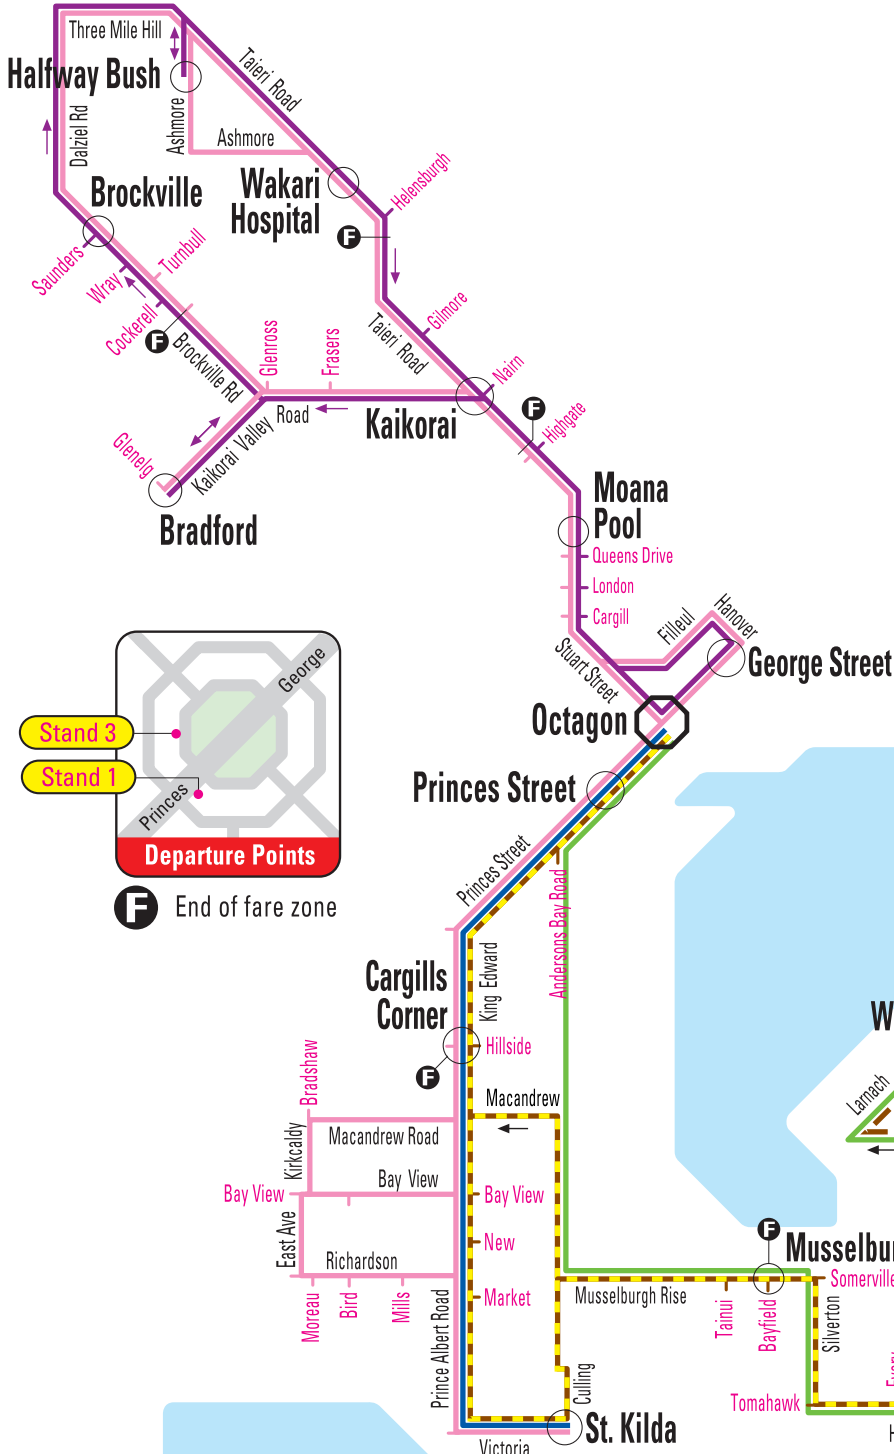 Three Mile Hill
Taieri Road
Halfway Bush
Dalziel Rd
Ashmore
Ashmore
Helensburgh
Wakari
Hospital
Brockville
F
Saunders
Turnbull
Wray
Cockerell
F
Brockville Rd
Gilmore
Taieri Road
Glenross
Frasers
Nairn
Road
Kaikorai
F
Highgate
Kaikorai Valley
Glenelg
Bradford
Moana
Pool
Queens Drive
London
Cargill
Hanover
Filleul
Stuart Street
George Street
Octagon
George
Stand 3
Stand 1
Princes
Departure Points
F End of fare zone
Princes Street
Princes Street
Andersons Bay Road
King Edward
Cargills
Corner
Hillside
F
W
Larnach
Bradshaw
Macandrew
Macandrew Road
Kirkcaldy
Bay View
Bay View
Bay View
East Ave
New
Richardson
Market
Moreau
Bird
Mills
Prince Albert Road
F
Musselbur
Somerville
Musselburgh Rise
Tainui
Bayfield
Silverton
Culling
Tomahawk
St. Kilda
Victoria